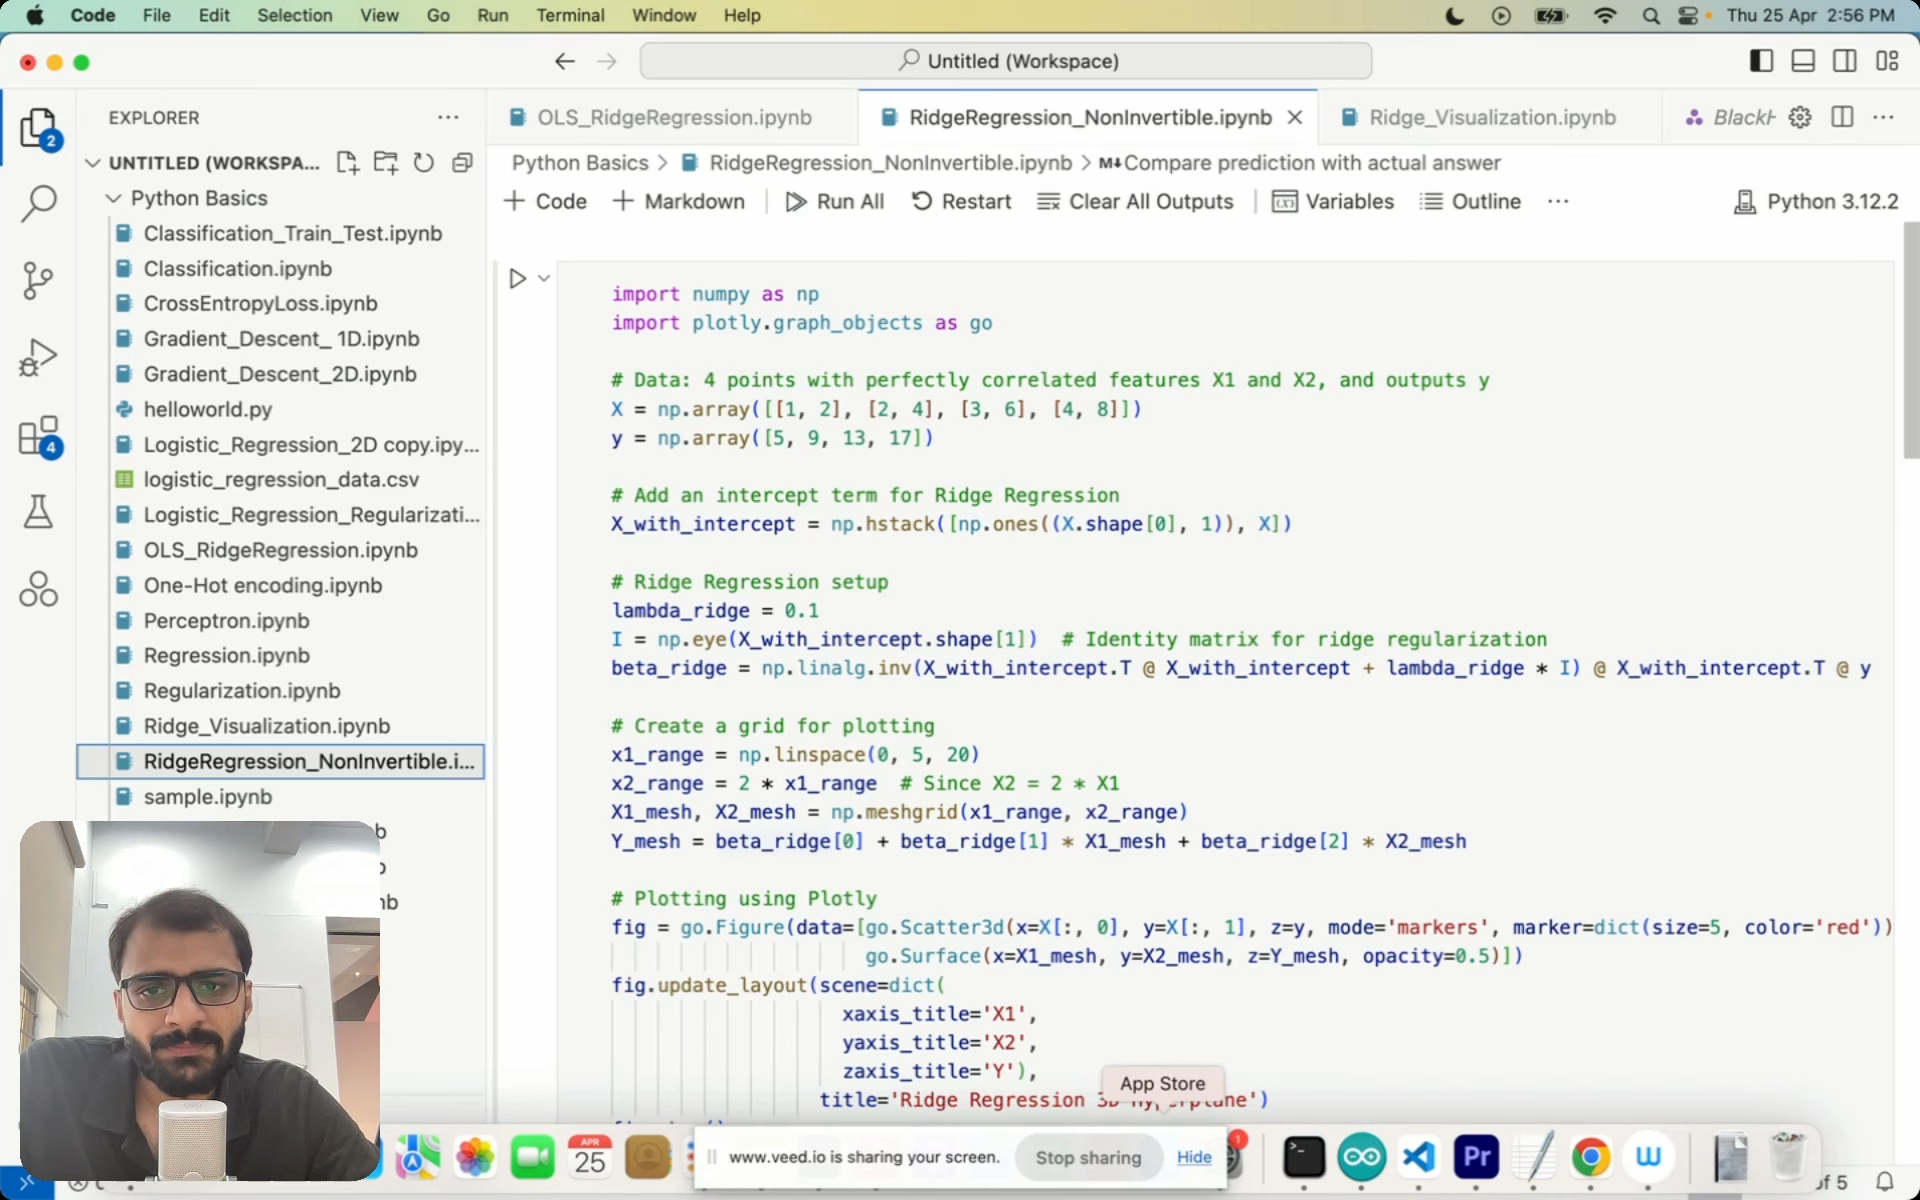 Code File Edit Selection View Go Run Terminal Window Help
Thu 25 Apr 2:56 PM
Untitled (Workspace)
EXPLORER
UNTITLED (WORKSPA...
Python Basics
Classification_Train_Test.ipynb
Classification.ipynb
CrossEntropyLoss.ipynb
Gradient_Descent_ 1D.ipynb
Gradient_Descent_2D.ipynb
helloworld.py
Logistic_Regression_2D copy.ipy...
logistic_regression_data.csv
Logistic_Regression_Regularizati...
OLS_RidgeRegression.ipynb
One-Hot encoding.ipynb
Perceptron.ipynb
Regression.ipynb
Regularization.ipynb
Ridge_Visualization.ipynb
RidgeRegression_NonInvertible.i...
sample.ipynb
2
4
OLS_RidgeRegression.ipynb
RidgeRegression_NonInvertible.ipynb
Ridge_Visualization.ipynb
Python Basics > RidgeRegression_NonInvertible.ipynb > M↓Compare prediction with actual answer
+ Code + Markdown Run All Restart Clear All Outputs Variables Outline ... Python 3.12.2
import numpy as np
import plotly.graph_objects as go
# Data: 4 points with perfectly correlated features X1 and X2, and outputs y
X = np.array([[1, 2], [2, 4], [3, 6], [4, 8]])
y = np.array([5, 9, 13, 17])
# Add an intercept term for Ridge Regression
X_with_intercept = np.hstack([np.ones((X.shape[0], 1)), X])
# Ridge Regression setup
lambda_ridge = 0.1
I = np.eye(X_with_intercept.shape[1])  # Identity matrix for ridge regularization
beta_ridge = np.linalg.inv(X_with_intercept.T @ X_with_intercept + lambda_ridge * I) @ X_with_intercept.T @ y
# Create a grid for plotting
x1_range = np.linspace(0, 5, 20)
x2_range = 2 * x1_range  # Since X2 = 2 * X1
X1_mesh, X2_mesh = np.meshgrid(x1_range, x2_range)
Y_mesh = beta_ridge[0] + beta_ridge[1] * X1_mesh + beta_ridge[2] * X2_mesh
# Plotting using Plotly
fig = go.Figure(data=[go.Scatter3d(x=X[:, 0], y=X[:, 1], z=y, mode='markers', marker=dict(size=5, color='red'))
go.Surface(x=X1_mesh, y=X2_mesh, z=Y_mesh, opacity=0.5)])
fig.update_layout(scene=dict(
xaxis_title='X1',
yaxis_title='X2',
zaxis_title='Y'),
title='Ridge Regression 3D Hyperplane')
App Store
APR
25
www.veed.io is sharing your screen. Stop sharing Hide
1
Pr
of 5